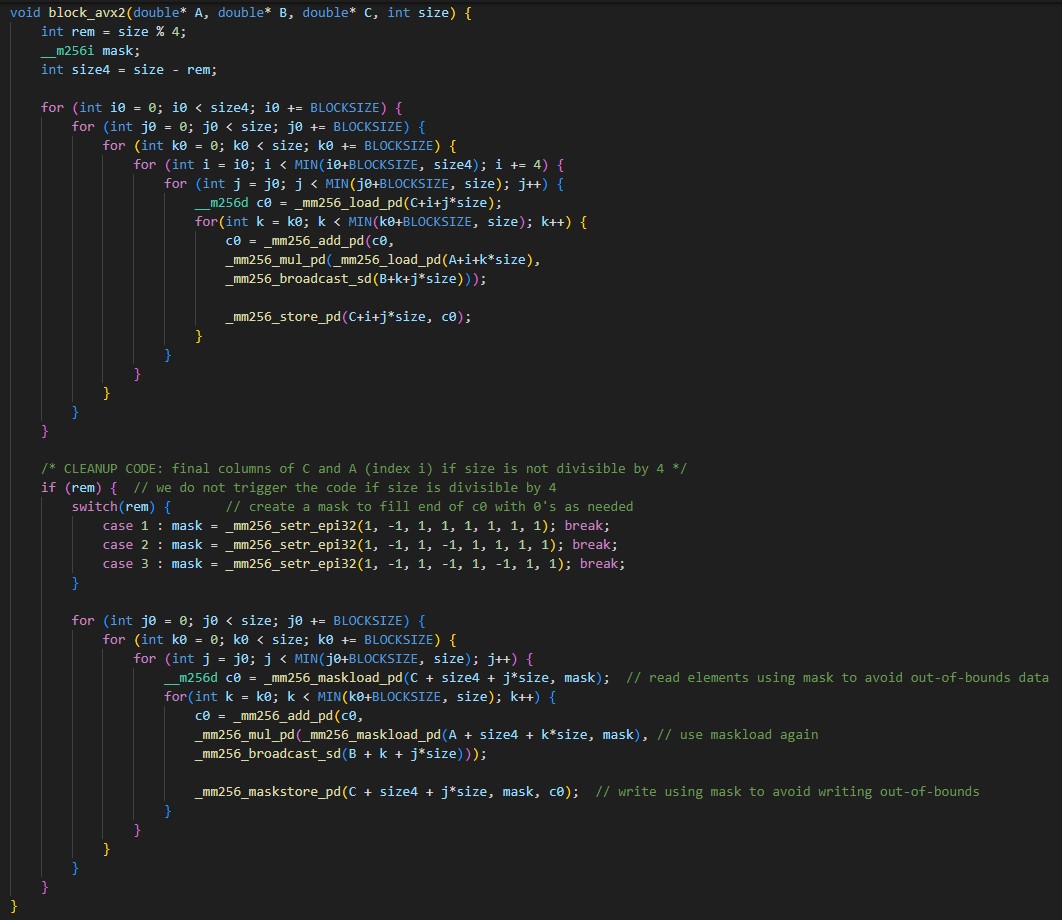 void block_avx2(double* A, double* B, double* C, int size) {
    int rem = size % 4;
    __m256i mask;
    int size4 = size - rem;

    for (int i0 = 0; i0 < size4; i0 += BLOCKSIZE) {
        for (int j0 = 0; j0 < size; j0 += BLOCKSIZE) {
            for (int k0 = 0; k0 < size; k0 += BLOCKSIZE) {
                for (int i = i0; i < MIN(i0+BLOCKSIZE, size4); i += 4) {
                    for (int j = j0; j < MIN(j0+BLOCKSIZE, size); j++) {
                        __m256d c0 = _mm256_load_pd(C+i+j*size);
                        for(int k = k0; k < MIN(k0+BLOCKSIZE, size); k++) {
                            c0 = _mm256_add_pd(c0,
                            _mm256_mul_pd(_mm256_load_pd(A+i+k*size),
                            _mm256_broadcast_sd(B+k+j*size)));

                            _mm256_store_pd(C+i+j*size, c0);
                        }
                    }
                }
            }
        }
    }

    /* CLEANUP CODE: final columns of C and A (index i) if size is not divisible by 4 */
    if (rem) {  // we do not trigger the code if size is divisible by 4
        switch(rem) {       // create a mask to fill end of c0 with 0's as needed
            case 1 : mask = _mm256_setr_epi32(1, -1, 1, 1, 1, 1, 1, 1); break;
            case 2 : mask = _mm256_setr_epi32(1, -1, 1, -1, 1, 1, 1, 1); break;
            case 3 : mask = _mm256_setr_epi32(1, -1, 1, -1, 1, -1, 1, 1); break;
        }

        for (int j0 = 0; j0 < size; j0 += BLOCKSIZE) {
            for (int k0 = 0; k0 < size; k0 += BLOCKSIZE) {
                for (int j = j0; j < MIN(j0+BLOCKSIZE, size); j++) {
                    __m256d c0 = _mm256_maskload_pd(C + size4 + j*size, mask);  // read elements using mask to avoid out-of-bounds data
                    for(int k = k0; k < MIN(k0+BLOCKSIZE, size); k++) {
                        c0 = _mm256_add_pd(c0,
                        _mm256_mul_pd(_mm256_maskload_pd(A + size4 + k*size, mask), // use maskload again
                        _mm256_broadcast_sd(B + k + j*size)));

                        _mm256_maskstore_pd(C + size4 + j*size, mask, c0);  // write using mask to avoid writing out-of-bounds
                    }
                }
            }
        }
    }
}